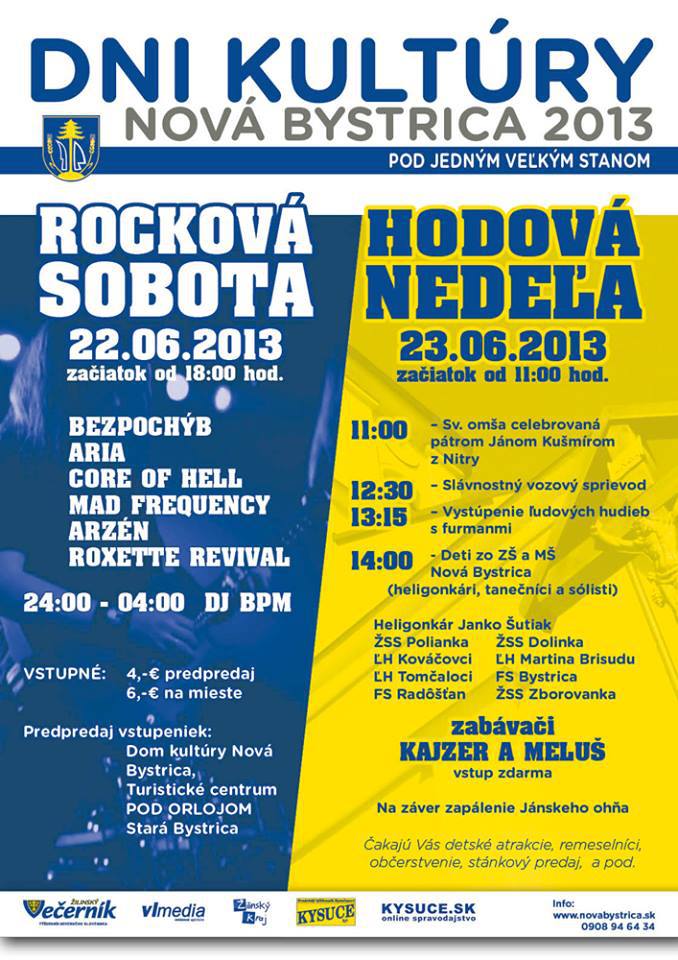 DNI KULTÚRY
NOVÁ BYSTRICA 2013
POD JEDNÝM VEĽKÝM STANOM
ROCKOVÁ
SOBOTA
22.06.2013
začiatok od 18:00 hod.
BEZPOCHÝB
ARIA
CORE OF HELL
MAD FREQUENCY
ARZÉN
ROXETTE REVIVAL
24:00 - 04:00 DJ BPM
VSTUPNÉ: 4,-€ predpredaj
6,-€ na mieste
Predpredaj vstupeniek:
Dom kultúry Nová
Bystrica,
Turistické centrum
POD ORLOJOM
Stará Bystrica
HODOVÁ
NEDEĽA
23.06.2013
začiatok od 11:00 hod.
11:00 – Sv. omša celebrovaná
pátrom Jánom Kušmírom
z Nitry
12:30 – Slávnostný vozový sprievod
13:15 – Vystúpenie ľudových hudieb
s furmanmi
14:00 - Deti zo ZŠ a MŠ
Nová Bystrica
(heligonkári, tanečníci a sólisti)
Heligonkár Janko Šutiak
ŽSS Polianka ŽSS Dolinka
ĽH Kováčovci ĽH Martina Brisudu
ĽH Tomčaloci FS Bystrica
FS Radôšťan ŽSS Zborovanka
zabávači
KAJZER A MELUŠ
vstup zdarma
Na záver zapálenie Jánskeho ohňa
Čakajú Vás detské atrakcie, remeselníci,
občerstvenie, stánkový predaj, a pod.
ŽILINSKÝ
Večerník
vlmedia
Žilinský
Kraj
KYSUCE
KYSUCE.SK
online spravodajstvo
Info:
www.novabystrica.sk
0908 94 64 34